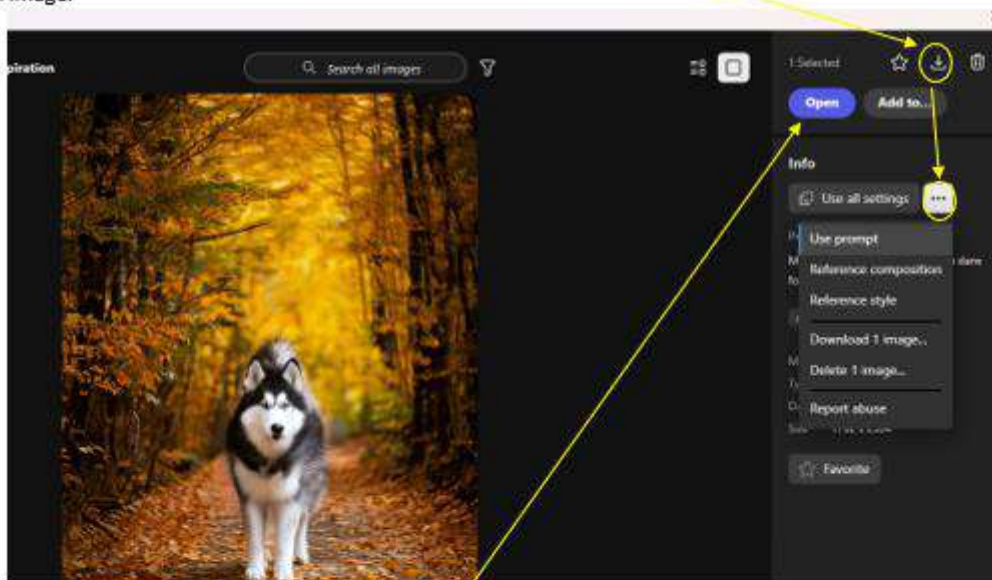 image.
piration
Search all images
1 Selected
Open
Add to...
Info
Use all settings
Use prompt
Reference composition
Reference style
Download 1 image...
Delete 1 image...
Report abuse
Favorite